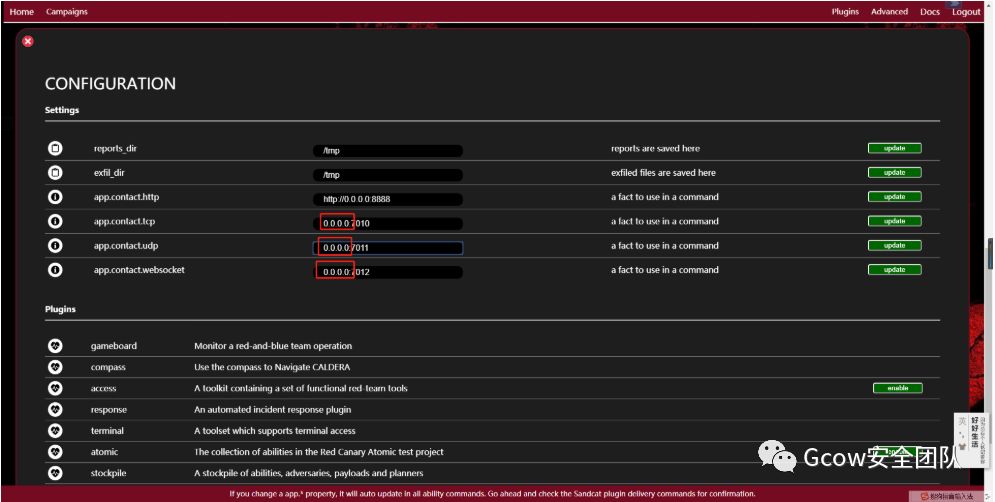 Home Campaigns Plugins Advanced Docs Logout
CONFIGURATION
Settings
reports_dir /tmp reports are saved here update
exfil_dir /tmp exfiled files are saved here update
app.contact.http http://0.0.0.0:8888 a fact to use in a command update
app.contact.tcp 0.0.0.0:7010 a fact to use in a command update
app.contact.udp 0.0.0.0:7011 a fact to use in a command update
app.contact.websocket 0.0.0.0:7012 a fact to use in a command update
Plugins
gameboard Monitor a red-and-blue team operation
compass Use the compass to Navigate CALDERA
access A toolkit containing a set of functional red-team tools enable
response An automated incident response plugin
terminal A toolset which supports terminal access
atomic The collection of abilities in the Red Canary Atomic test project
stockpile A stockpile of abilities, adversaries, payloads and planners
英
好好生活
Gcow安全团队
If you change a app.* property, it will auto update in all ability commands. Go ahead and check the Sandcat plugin delivery commands for confirmation.